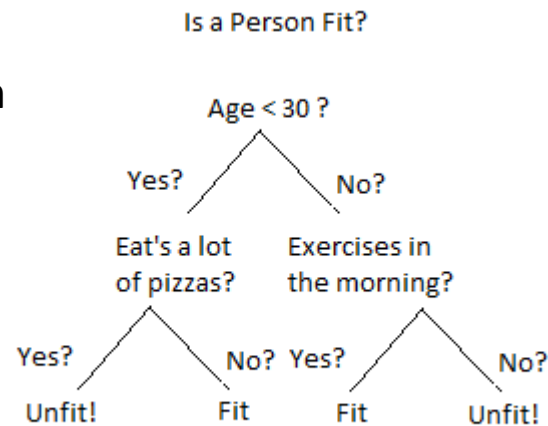 Is a Person Fit?
n
Age < 30 ?
Yes?
No?
Eat's a lot
of pizzas?
Exercises in
the morning?
Yes?
No?
Yes?
No?
Unfit!
Fit
Fit
Unfit!